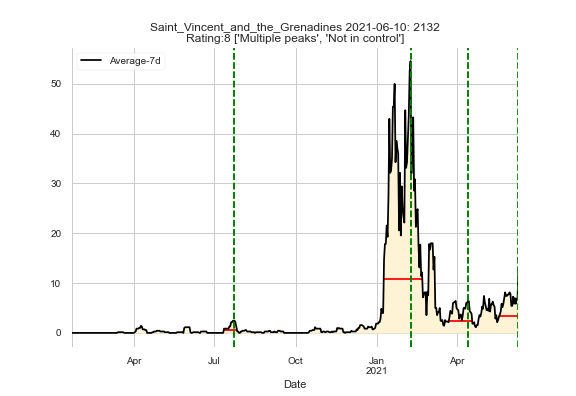 Saint_Vincent_and_the_Grenadines 2021-06-10: 2132
Rating:8 ['Multiple peaks', 'Not in control']
Average-7d
50
40
30
20
10
0
Apr
Jul
Oct
Jan
2021
Apr
Date